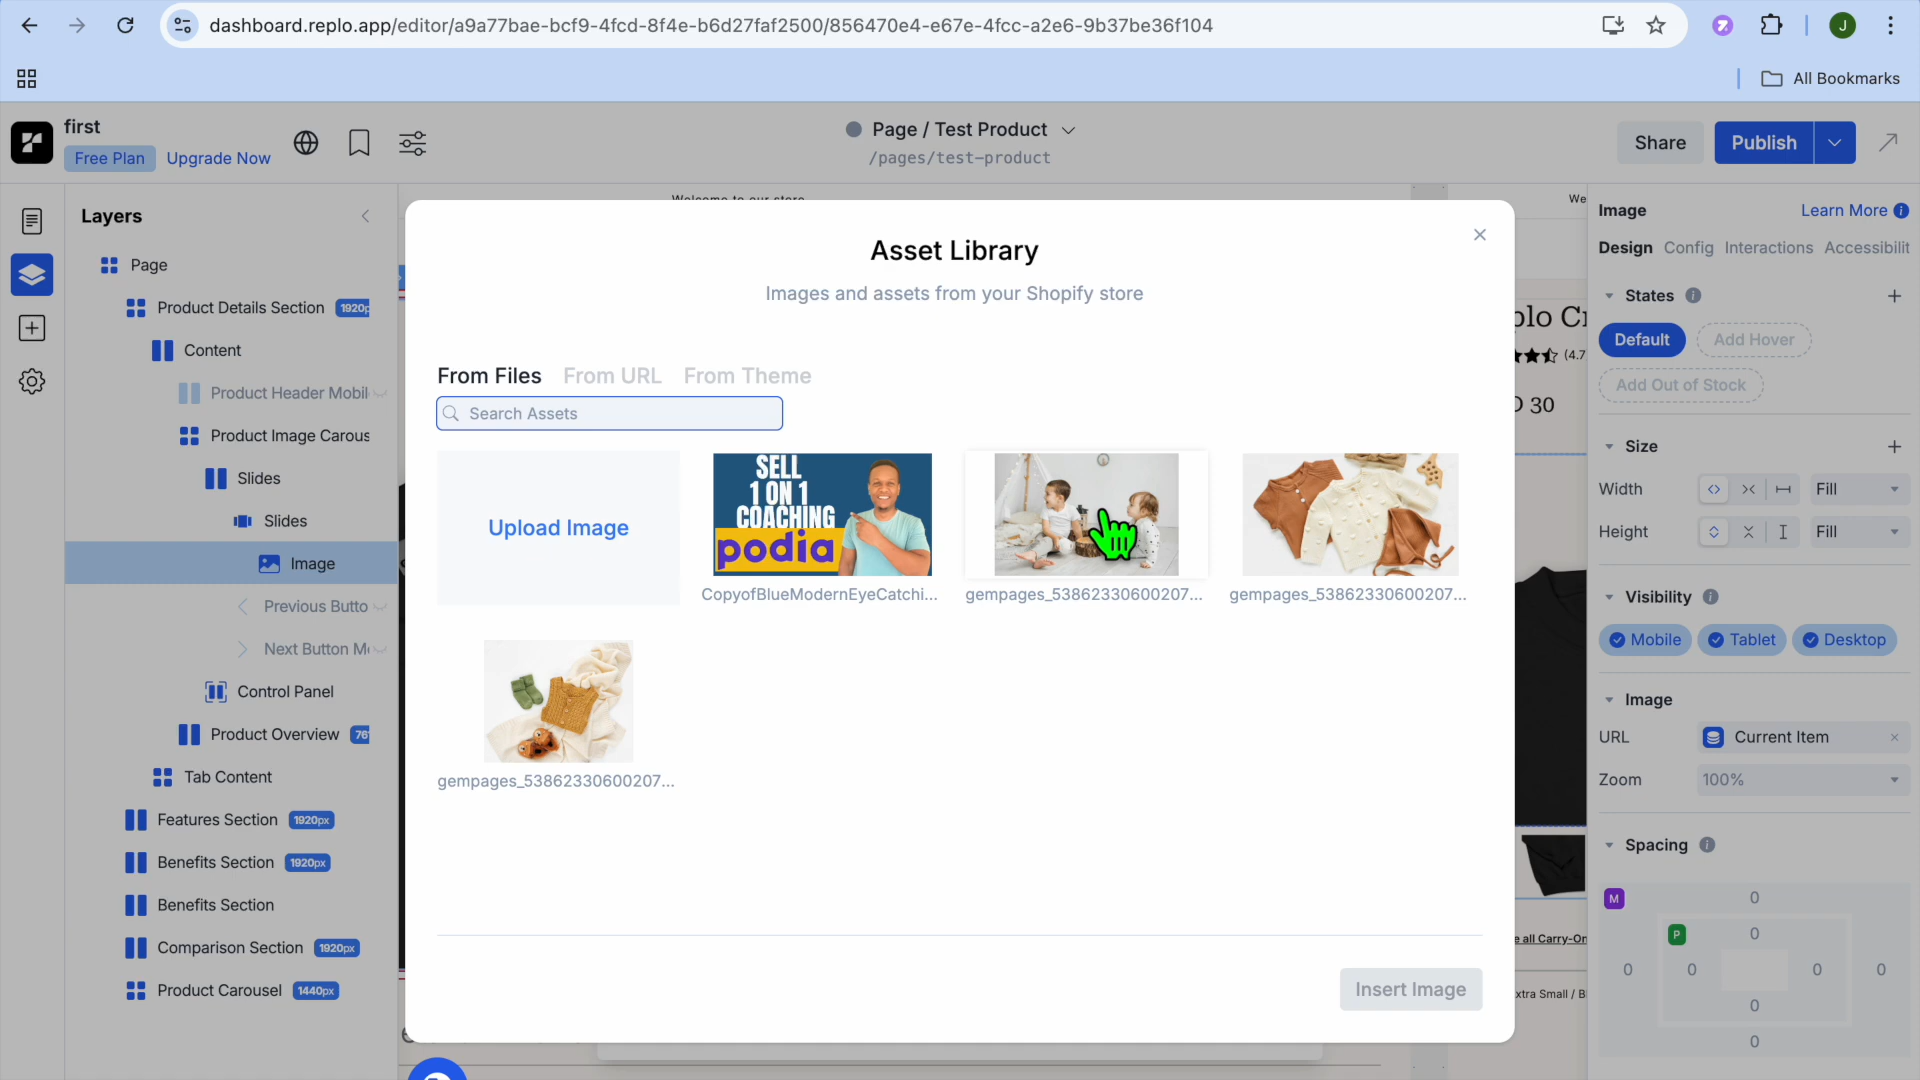 dashboard.replo.app/editor/a9a77bae-bcf9-4fcd-8f4e-b6d27faf2500/856470e4-e67e-4fcc-a2e6-9b37be36f104
J
All Bookmarks
first
Free Plan
Upgrade Now
Page / Test Product
/pages/test-product
Share
Publish
Layers
Page
Product Details Section
1920p
Content
Product Header Mobil
Product Image Carous
Slides
Slides
Image
Previous Butto
Next Button M
Control Panel
Product Overview
76
Tab Content
Features Section
1920px
Benefits Section
1920px
Benefits Section
Comparison Section
1920px
Product Carousel
1440px
Welcome to our store
We
Asset Library
Images and assets from your Shopify store
From Files
From URL
From Theme
Search Assets
Upload Image
SELL
1 ON 1
COACHING
podia
CopyofBlueModernEyeCatchi...
gempages_53862330600207...
gempages_53862330600207...
gempages_53862330600207...
Insert Image
plo Cr
(4.7
D 30
e all Carry-On
xtra Small / B
Image
Learn More
Design
Config
Interactions
Accessibilit
States
Default
Add Hover
Add Out of Stock
Size
Width
Fill
Height
Fill
Visibility
Mobile
Tablet
Desktop
Image
URL
Current Item
Zoom
100%
Spacing
M
0
P
0
0
0
0
0
0
0